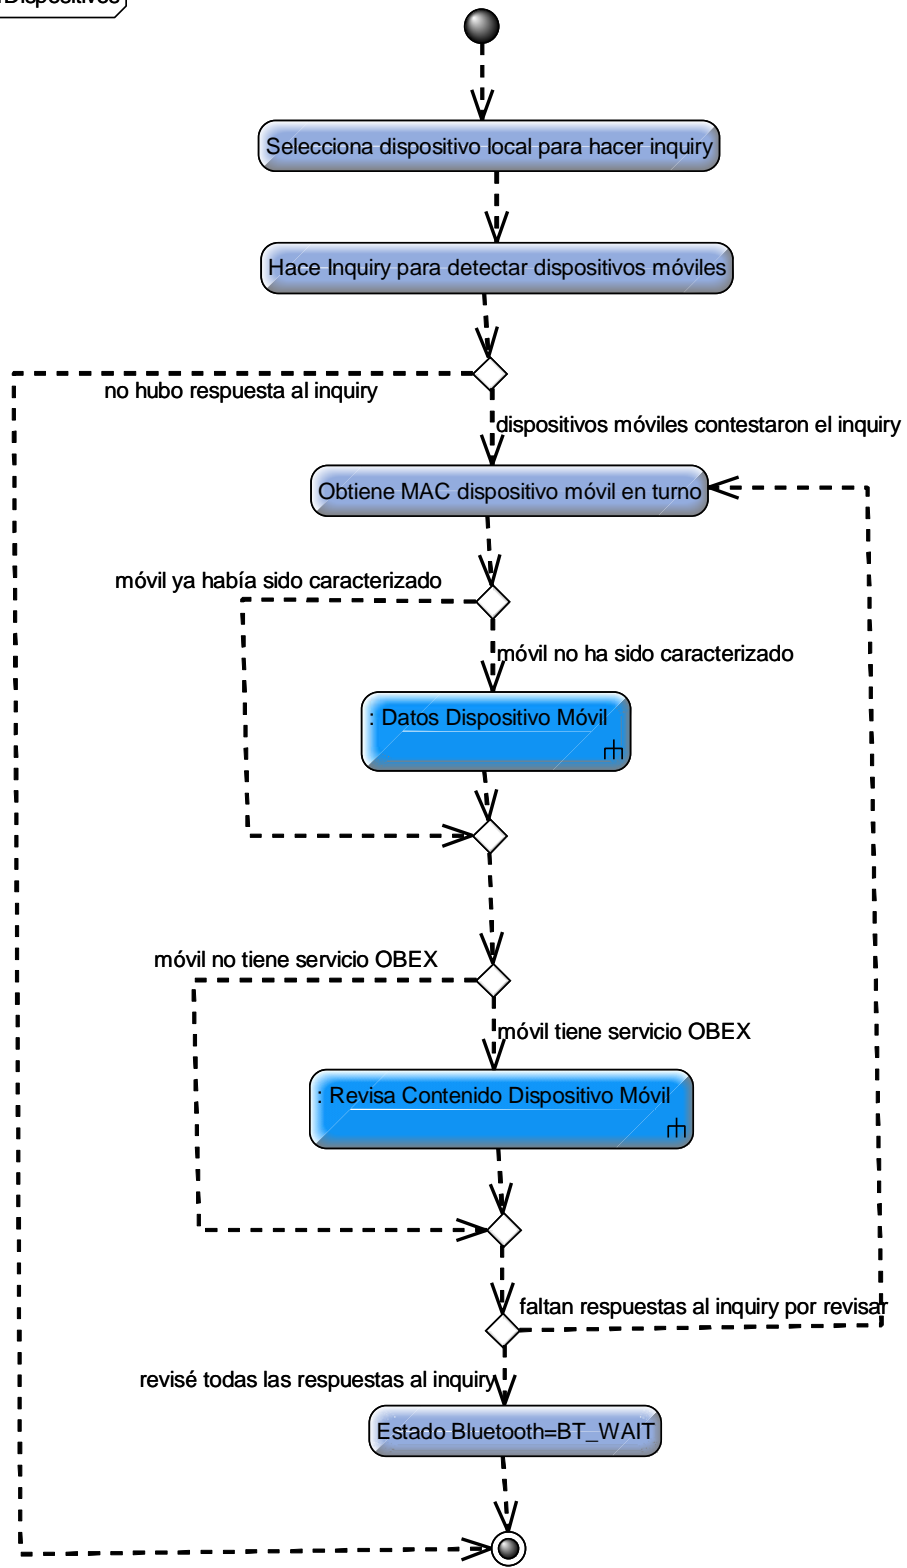 Dispositivos
Selecciona dispositivo local para hacer inquiry
Hace Inquiry para detectar dispositivos móviles
no hubo respuesta al inquiry
dispositivos móviles contestaron el inquiry
Obtiene MAC dispositivo móvil en turno
móvil ya había sido caracterizado
móvil no ha sido caracterizado
: Datos Dispositivo Móvil
móvil no tiene servicio OBEX
móvil tiene servicio OBEX
: Revisa Contenido Dispositivo Móvil
faltan respuestas al inquiry por revisar
revisé todas las respuestas al inquiry
Estado Bluetooth=BT_WAIT